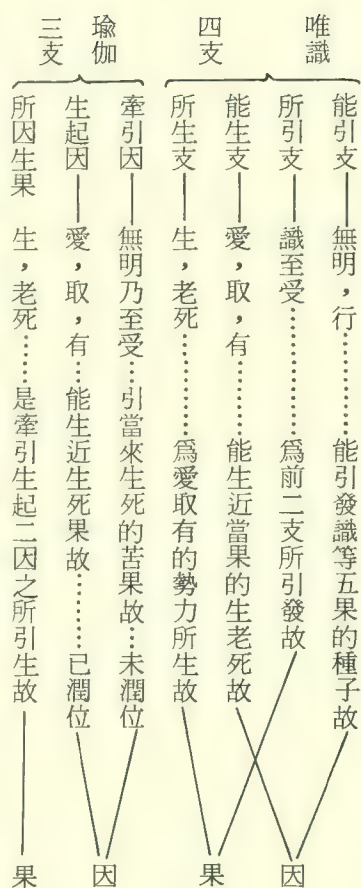 唯識四支
能引支——無明，行…………能引發識等五果的種子故
所引支——識至受…………爲前二支所引發故
能生支——愛，取，有………能生近當果的生老死故
所生支——生，老死…………爲愛取有的勢力所生故
因
果
瑜伽三支
牽引因——無明乃至受…引當來生死的苦果故…未潤位
生起因——愛，取，有…能生近生死果故………已潤位
所因生果　生，老死……是牽引生起二因之所引生故
因
果